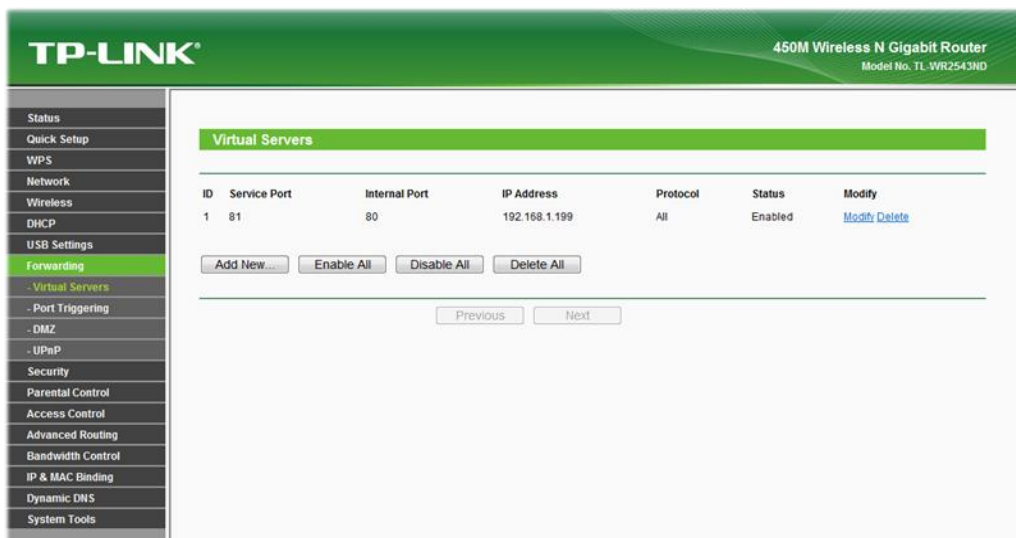 TP-LINK®
450M Wireless N Gigabit Router
Model No. TL-WR2543ND
Status
Quick Setup
WPS
Network
Wireless
DHCP
USB Settings
Forwarding
- Virtual Servers
- Port Triggering
- DMZ
- UPnP
Security
Parental Control
Access Control
Advanced Routing
Bandwidth Control
IP & MAC Binding
Dynamic DNS
System Tools
Virtual Servers
ID Service Port Internal Port IP Address Protocol Status Modify
1 81 80 192.168.1.199 All Enabled Modify Delete
Add New... Enable All Disable All Delete All
Previous Next